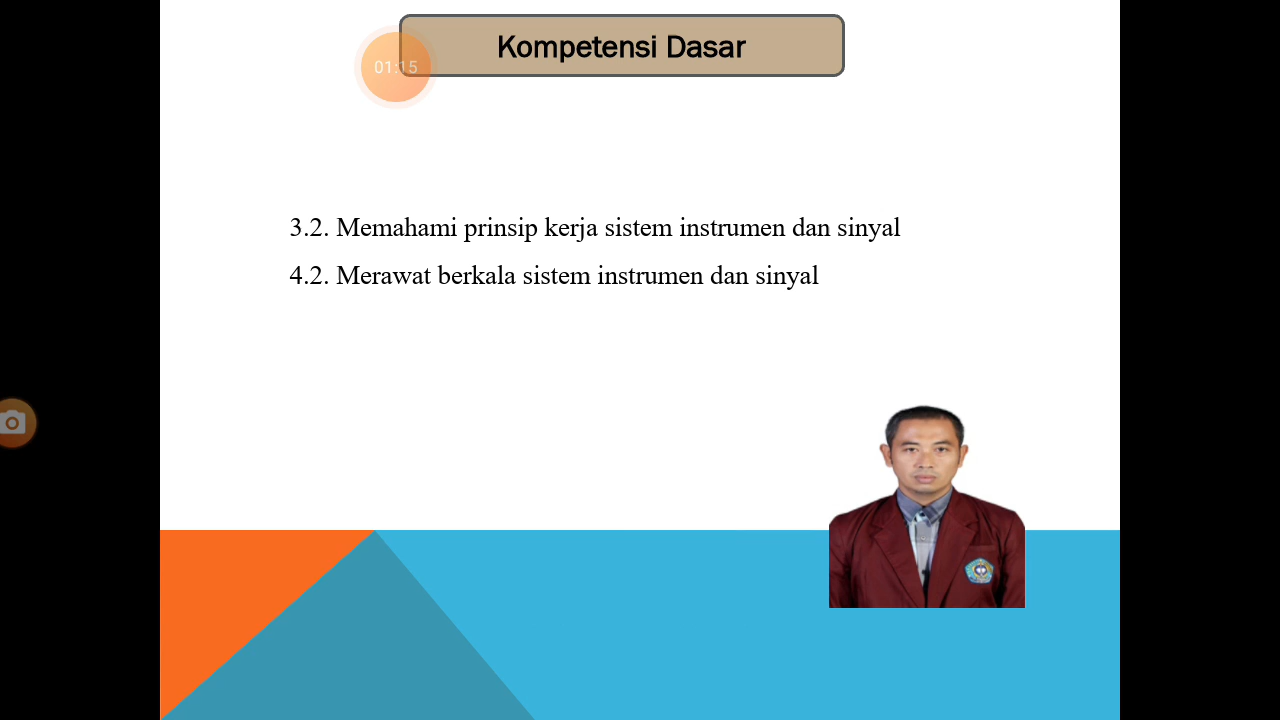 Kompetensi Dasar
01:15
3.2. Memahami prinsip kerja sistem instrumen dan sinyal
4.2. Merawat berkala sistem instrumen dan sinyal